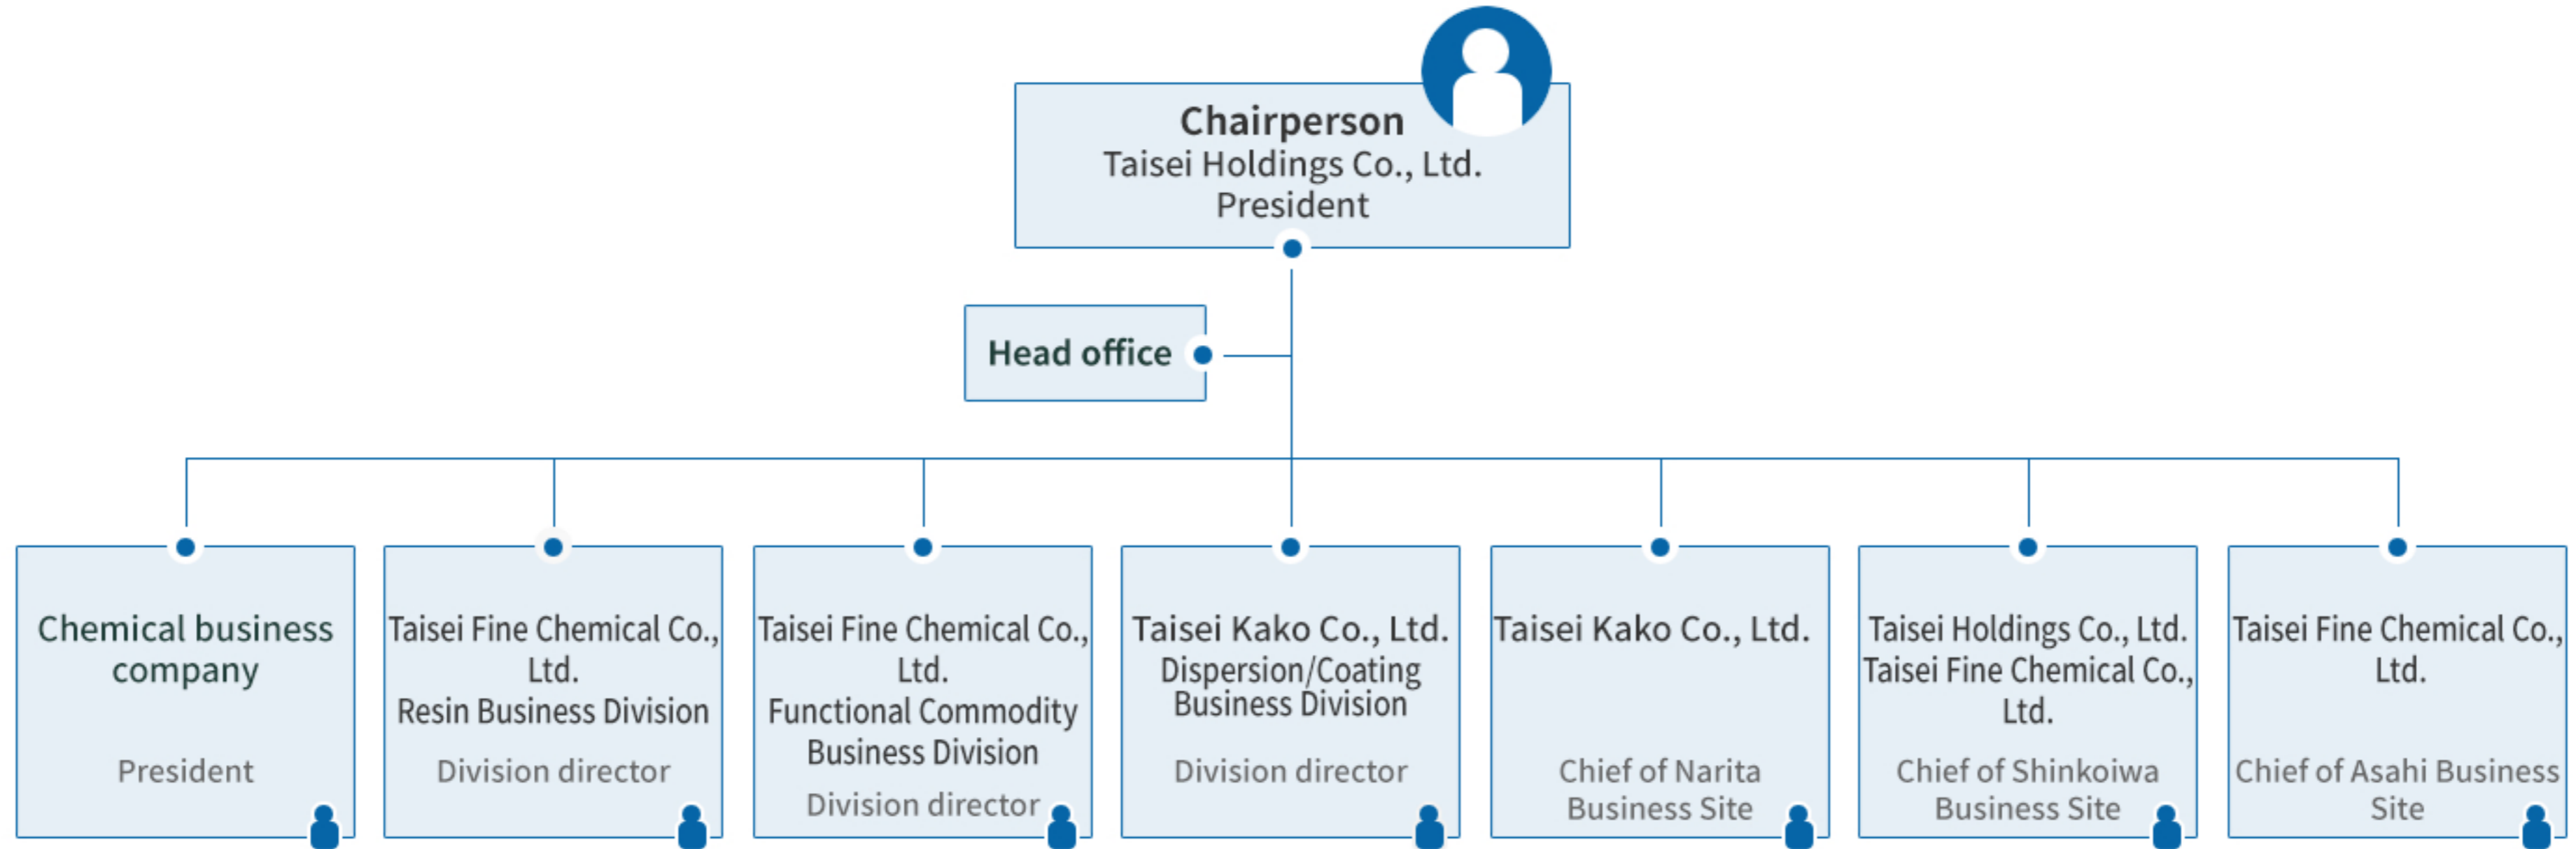 Chairperson
Taisei Holdings Co., Ltd.
President
Head office
Chemical business
company
President
Taisei Fine Chemical Co.,
Ltd.
Resin Business Division
Division director
Taisei Fine Chemical Co.,
Ltd.
Functional Commodity
Business Division
Division director
Taisei Kako Co., Ltd.
Dispersion/Coating
Business Division
Division director
Taisei Kako Co., Ltd.
Chief of Narita
Business Site
Taisei Holdings Co., Ltd.
Taisei Fine Chemical Co.,
Ltd.
Chief of Shinkoiwa
Business Site
Taisei Fine Chemical Co.,
Ltd.
Chief of Asahi Business
Site